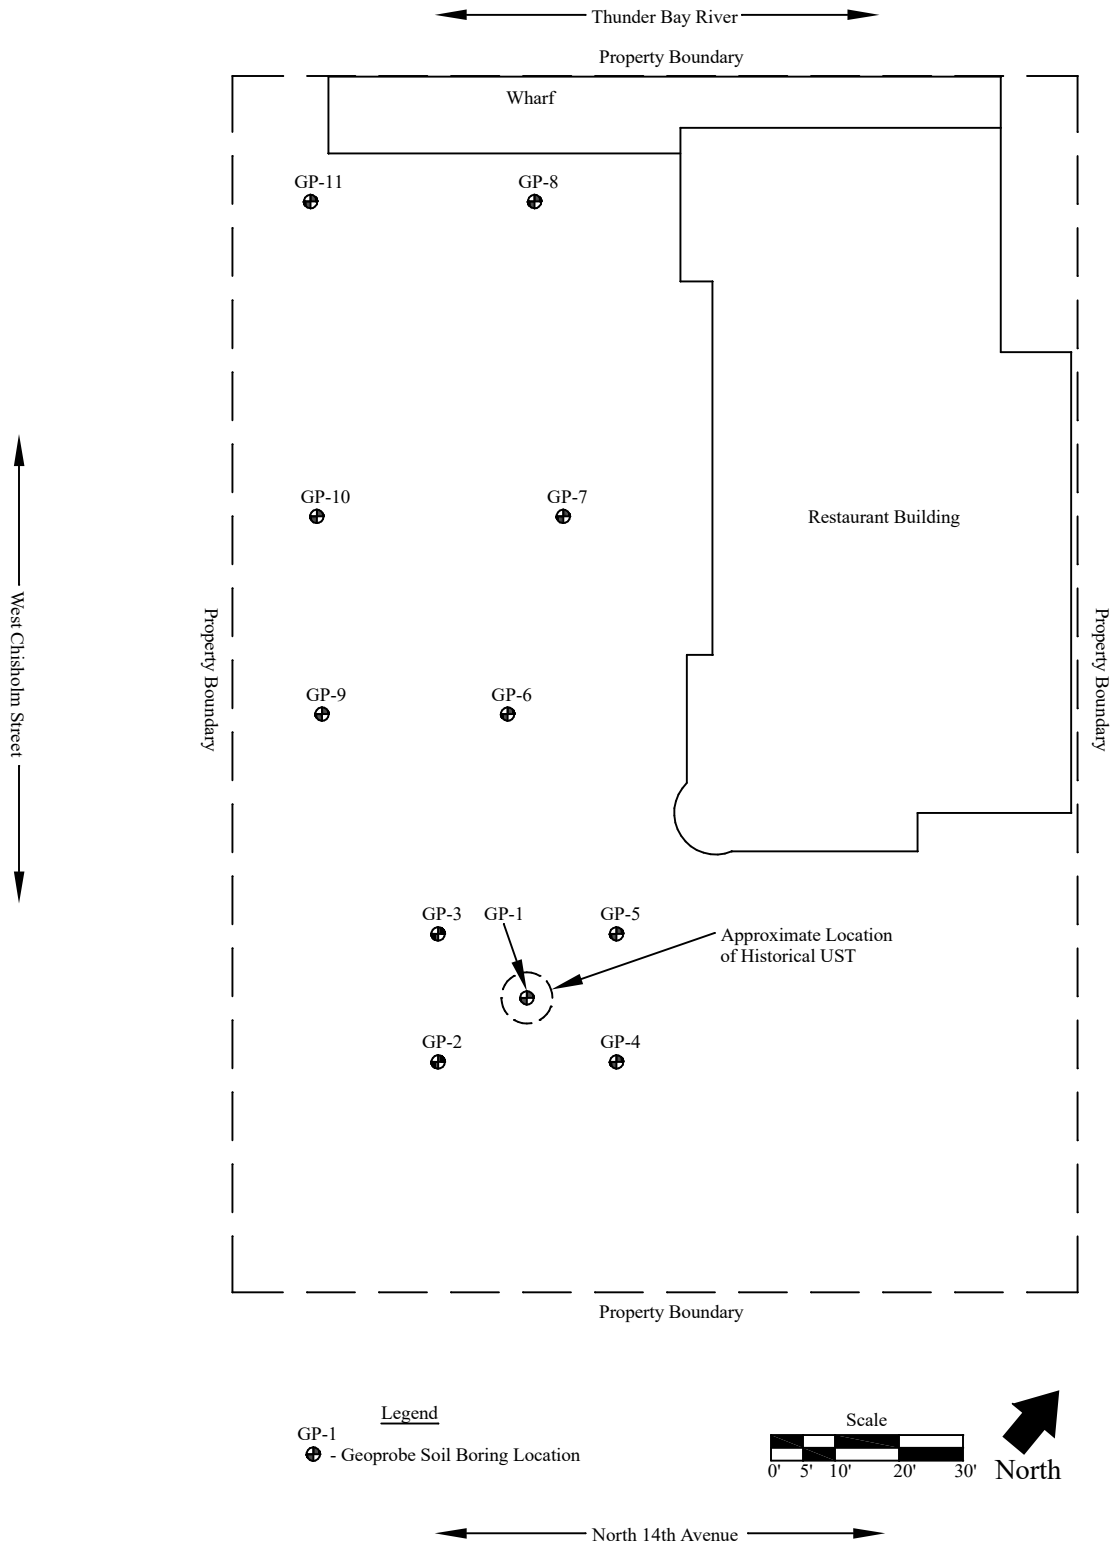 Thunder Bay River
Property Boundary
Wharf
GP-11
GP-8
GP-10
GP-7
Restaurant Building
West Chisholm Street
Property Boundary
Property Boundary
GP-9
GP-6
GP-3
GP-1
GP-5
Approximate Location
of Historical UST
GP-2
GP-4
Property Boundary
Legend
GP-1
- Geoprobe Soil Boring Location
Scale
0' 5' 10' 20' 30'
North
North 14th Avenue